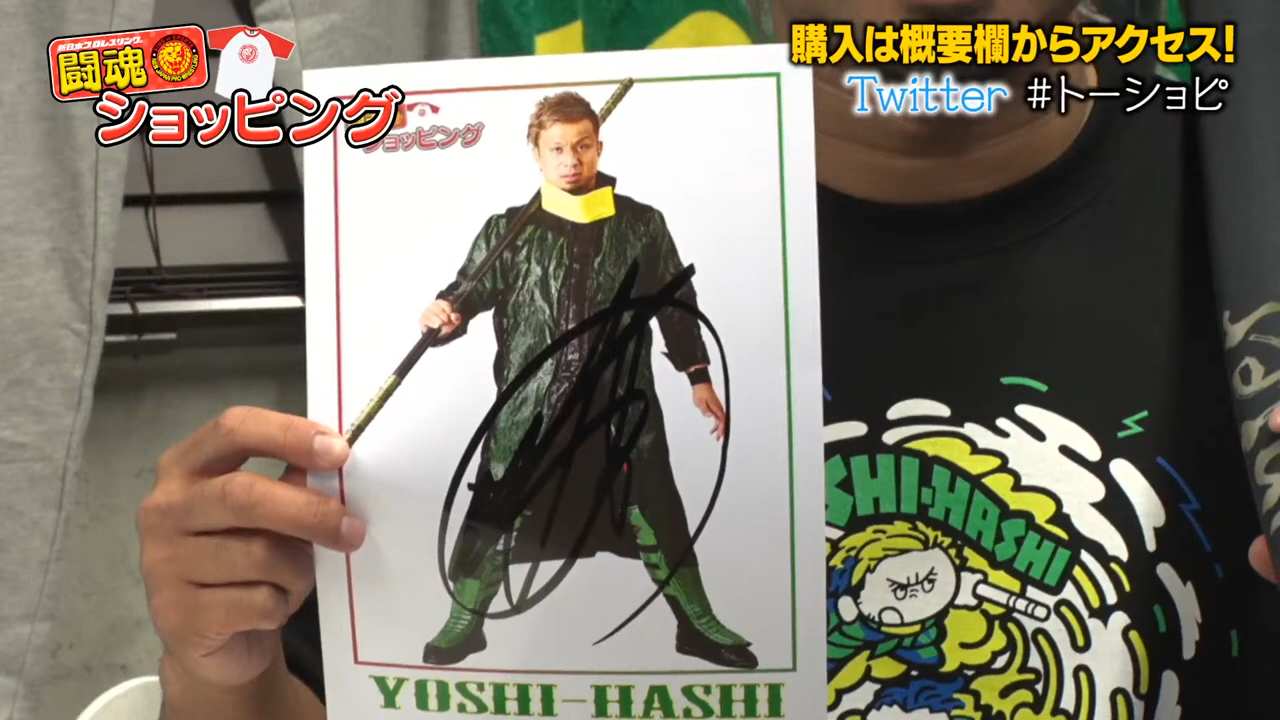 新日本プロレスリング
闘魂
ショッピング
購入は概要欄からアクセス!
Twitter #トーショピ
ショッピング
YOSHI-HASHI
SHI-HASHI